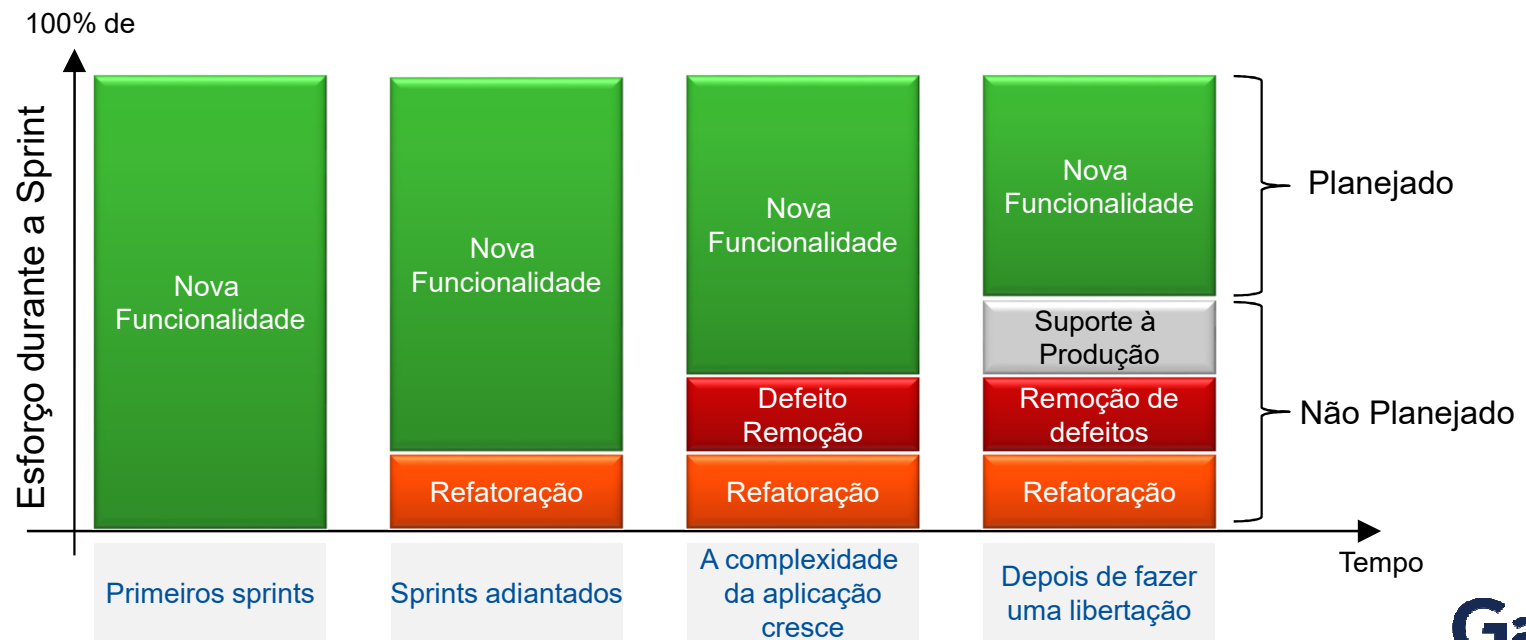 100% de
Esforço durante a Sprint
Nova
Funcionalidade
Nova
Funcionalidade
Refatoração
Nova
Funcionalidade
Defeito
Remoção
Refatoração
Nova
Funcionalidade
Suporte à
Produção
Remoção de
defeitos
Refatoração
Planejado
Não Planejado
Tempo
Primeiros sprints
Sprints adiantados
A complexidade
da aplicação
cresce
Depois de fazer
uma libertação